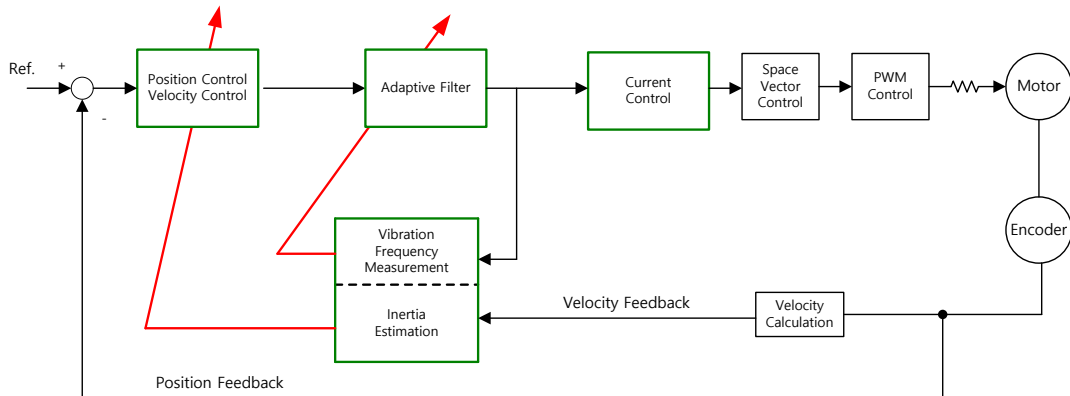 Ref.
+
-
Position Control
Velocity Control
Adaptive Filter
Current
Control
Space
Vector
Control
PWM
Control
Motor
Encoder
Vibration
Frequency
Measurement
Inertia
Estimation
Velocity Feedback
Velocity
Calculation
Position Feedback